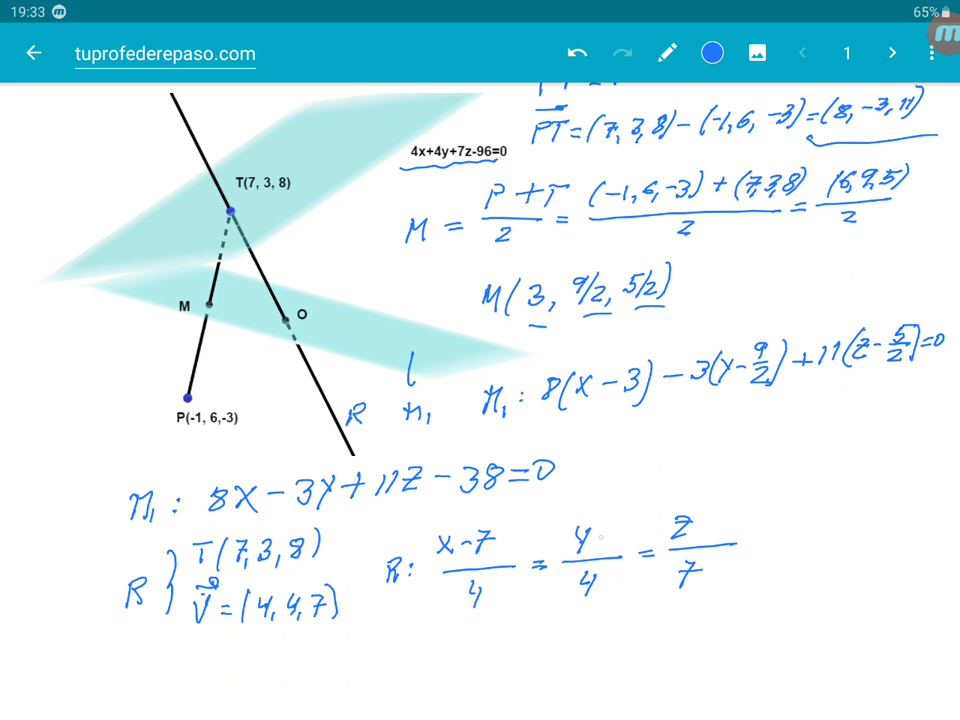 19:33
65%
tuprofederepaso.com
1
PT = (7, 3, 8) - (-1, 6, -3) = (8, -3, 11)
4x+4y+7z-96=0
T(7, 3, 8)
M = P + T / 2 = (-1, 6, -3) + (7, 3, 8) / 2 = (6, 9, 5) / 2
M
O
M(3, 9/2, 5/2)
P(-1, 6,-3)
R π₁
π₁ : 8(x - 3) - 3(y - 9/2) + 11(z - 5/2) = 0
π₁ : 8x - 3y + 11z - 38 = 0
R } T(7, 3, 8)
V = (4, 4, 7)
R: x - 7 / 4 = y / 4 = z / 7